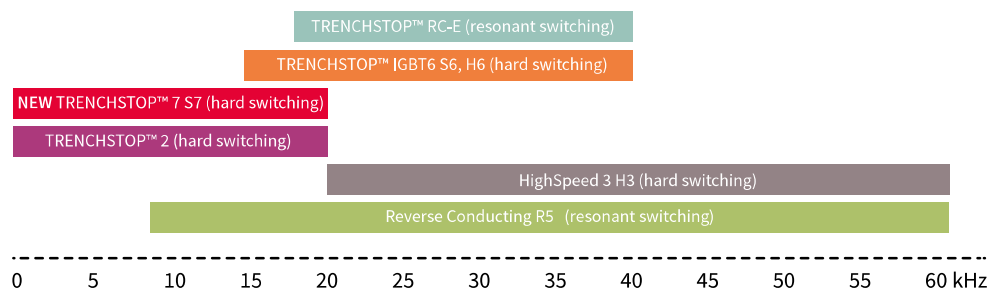 TRENCHSTOP™ RC-E (resonant switching)
TRENCHSTOP™ IGBT6 S6, H6 (hard switching)
NEW TRENCHSTOP™ 7 S7 (hard switching)
TRENCHSTOP™ 2 (hard switching)
HighSpeed 3 H3 (hard switching)
Reverse Conducting R5 (resonant switching)
0 5 10 15 20 25 30 35 40 45 50 55 60 kHz